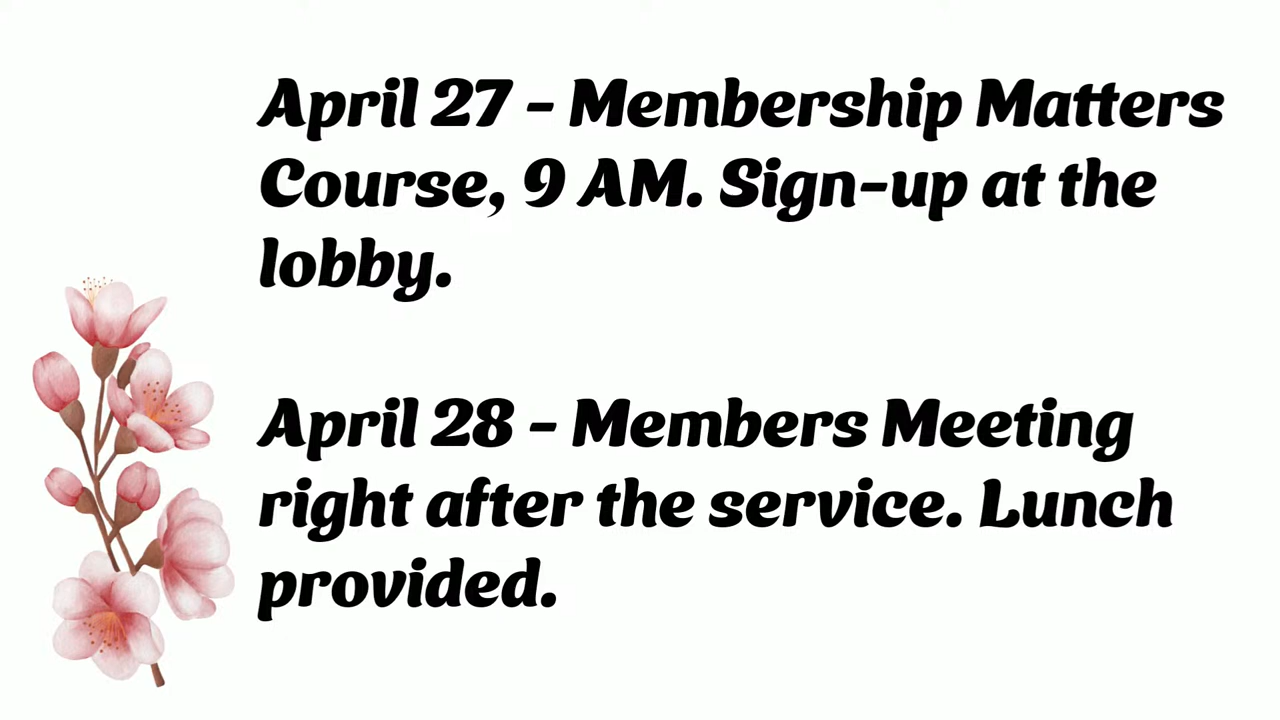 April 27 - Membership Matters
Course, 9 AM. Sign-up at the
lobby.
April 28 - Members Meeting
right after the service. Lunch
provided.